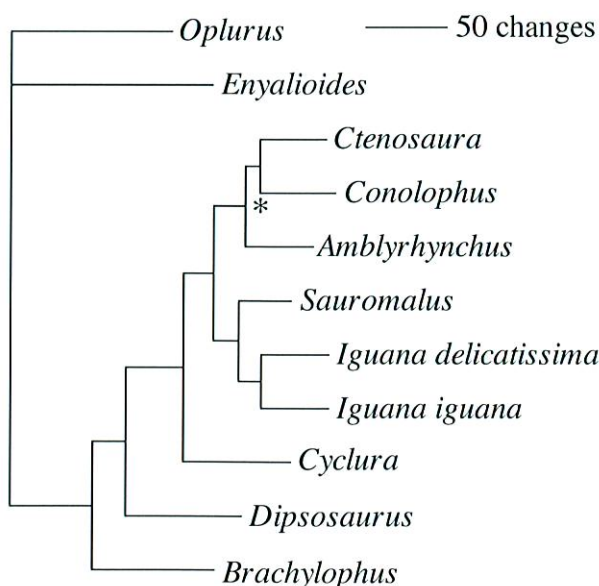 Oplurus
50 changes
Enyalioides
Ctenosaura
Conolophus
*
Amblyrhynchus
Sauromalus
Iguana delicatissima
Iguana iguana
Cyclura
Dipsosaurus
Brachylophus